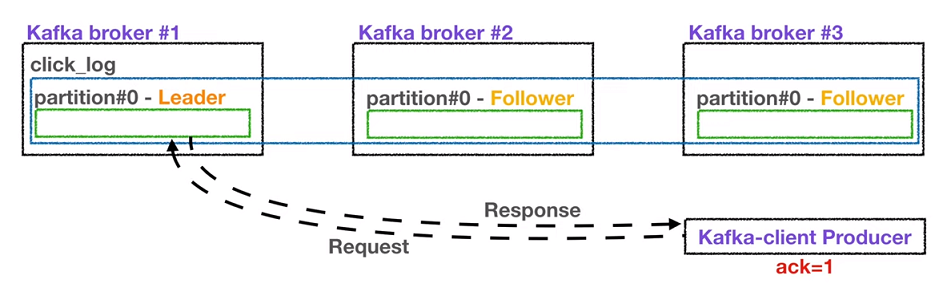 Kafka broker #1
Kafka broker #2
Kafka broker #3
click_log
partition#0 - Leader
partition#0 - Follower
partition#0 - Follower
Response
Request
Kafka-client Producer
ack=1